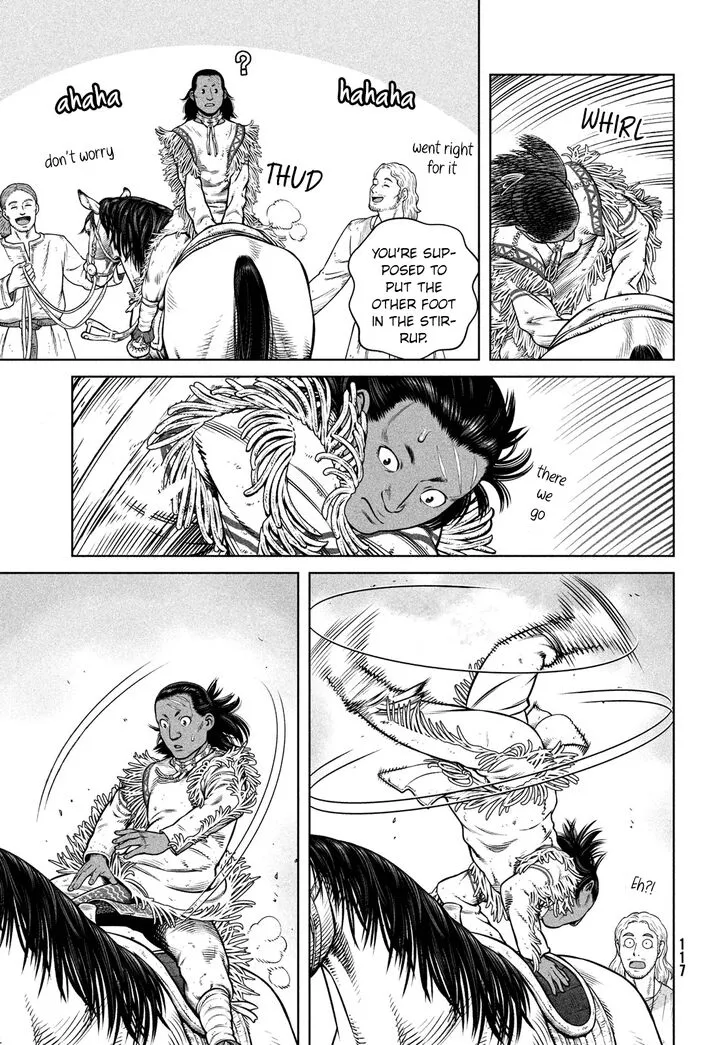 WHIRL
?
ahaha
hahaha
don't worry
went right
for it
THUD
YOU'RE SUP-
POSED TO
PUT THE
OTHER FOOT
IN THE STIR-
RUP.
there
we
go
Eh?!
117